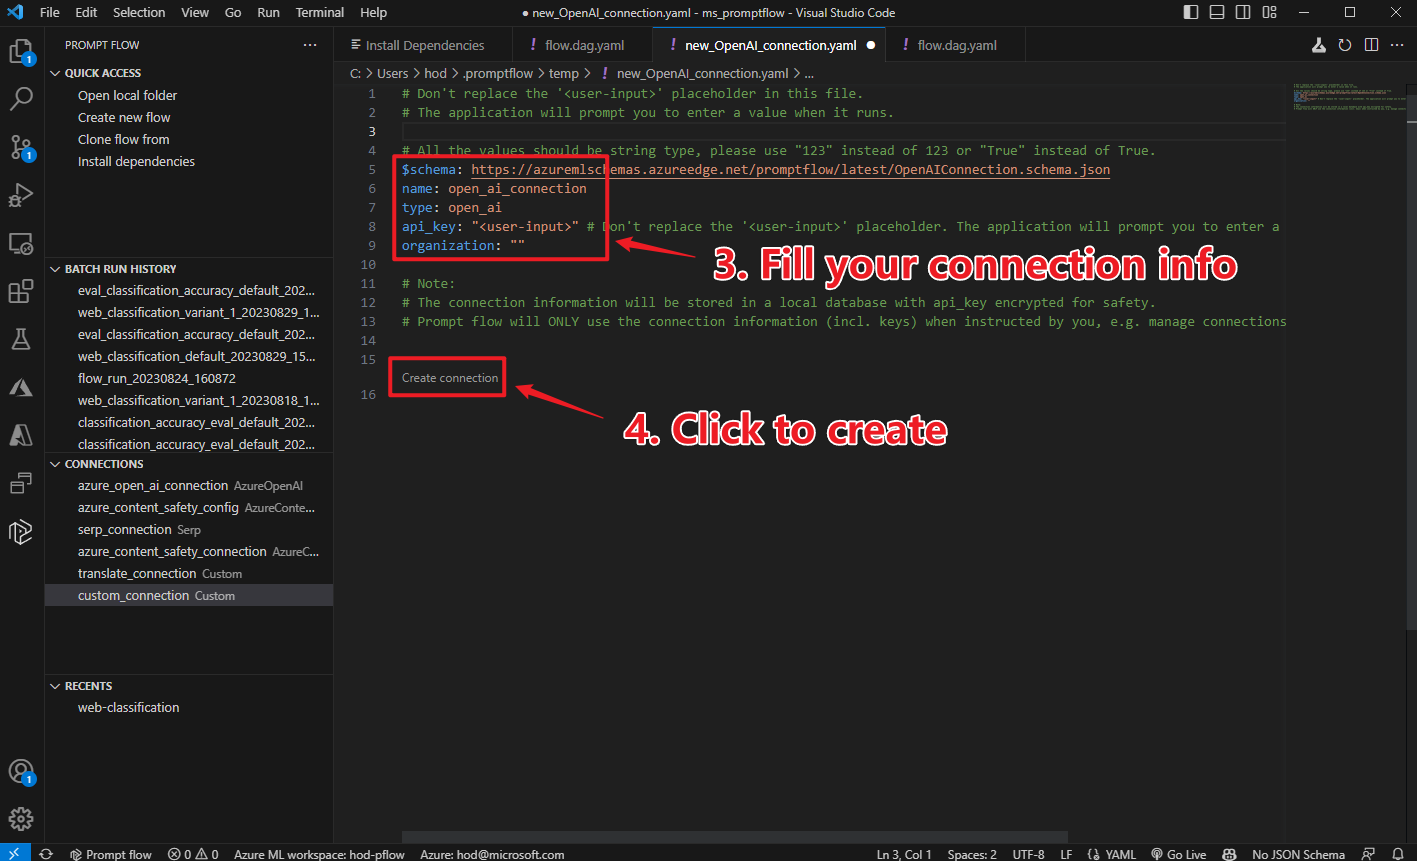 File Edit Selection View Go Run Terminal Help
● new_OpenAI_connection.yaml - ms_promptflow - Visual Studio Code
PROMPT FLOW
QUICK ACCESS
Open local folder
Create new flow
Clone flow from
Install dependencies
BATCH RUN HISTORY
eval_classification_accuracy_default_202...
web_classification_variant_1_20230829_1...
eval_classification_accuracy_default_202...
web_classification_default_20230829_15...
flow_run_20230824_160872
web_classification_variant_1_20230818_1...
classification_accuracy_eval_default_202...
classification_accuracy_eval_default_202...
CONNECTIONS
azure_open_ai_connection AzureOpenAI
azure_content_safety_config AzureConte...
serp_connection Serp
azure_content_safety_connection AzureC...
translate_connection Custom
custom_connection Custom
RECENTS
web-classification
1
1
1
Install Dependencies ! flow.dag.yaml ! new_OpenAI_connection.yaml ● ! flow.dag.yaml
C: > Users > hod > .promptflow > temp > ! new_OpenAI_connection.yaml > ...
1 # Don't replace the '<user-input>' placeholder in this file.
2 # The application will prompt you to enter a value when it runs.
3
4 # All the values should be string type, please use "123" instead of 123 or "True" instead of True.
5 $schema: https://azuremlschemas.azureedge.net/promptflow/latest/OpenAIConnection.schema.json
6 name: open_ai_connection
7 type: open_ai
8 api_key: "<user-input>" # Don't replace the '<user-input>' placeholder. The application will prompt you to enter a
9 organization: ""
10
11 # Note:
12 # The connection information will be stored in a local database with api_key encrypted for safety.
13 # Prompt flow will ONLY use the connection information (incl. keys) when instructed by you, e.g. manage connections
14
15
Create connection
16
3. Fill your connection info
4. Click to create
Prompt flow 0 0 Azure ML workspace: hod-pflow Azure: hod@microsoft.com Ln 3, Col 1 Spaces: 2 UTF-8 LF YAML Go Live No JSON Schema